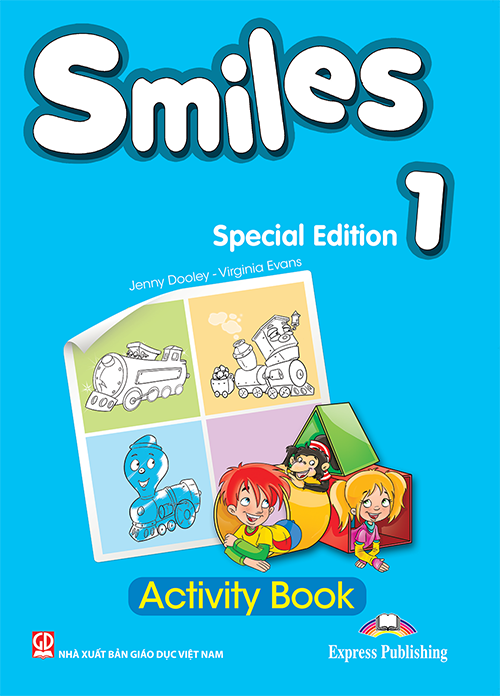 Smiles
1
Special Edition
Jenny Dooley - Virginia Evans
Activity Book
GD
NHÀ XUẤT BẢN GIÁO DỤC VIỆT NAM
Express Publishing